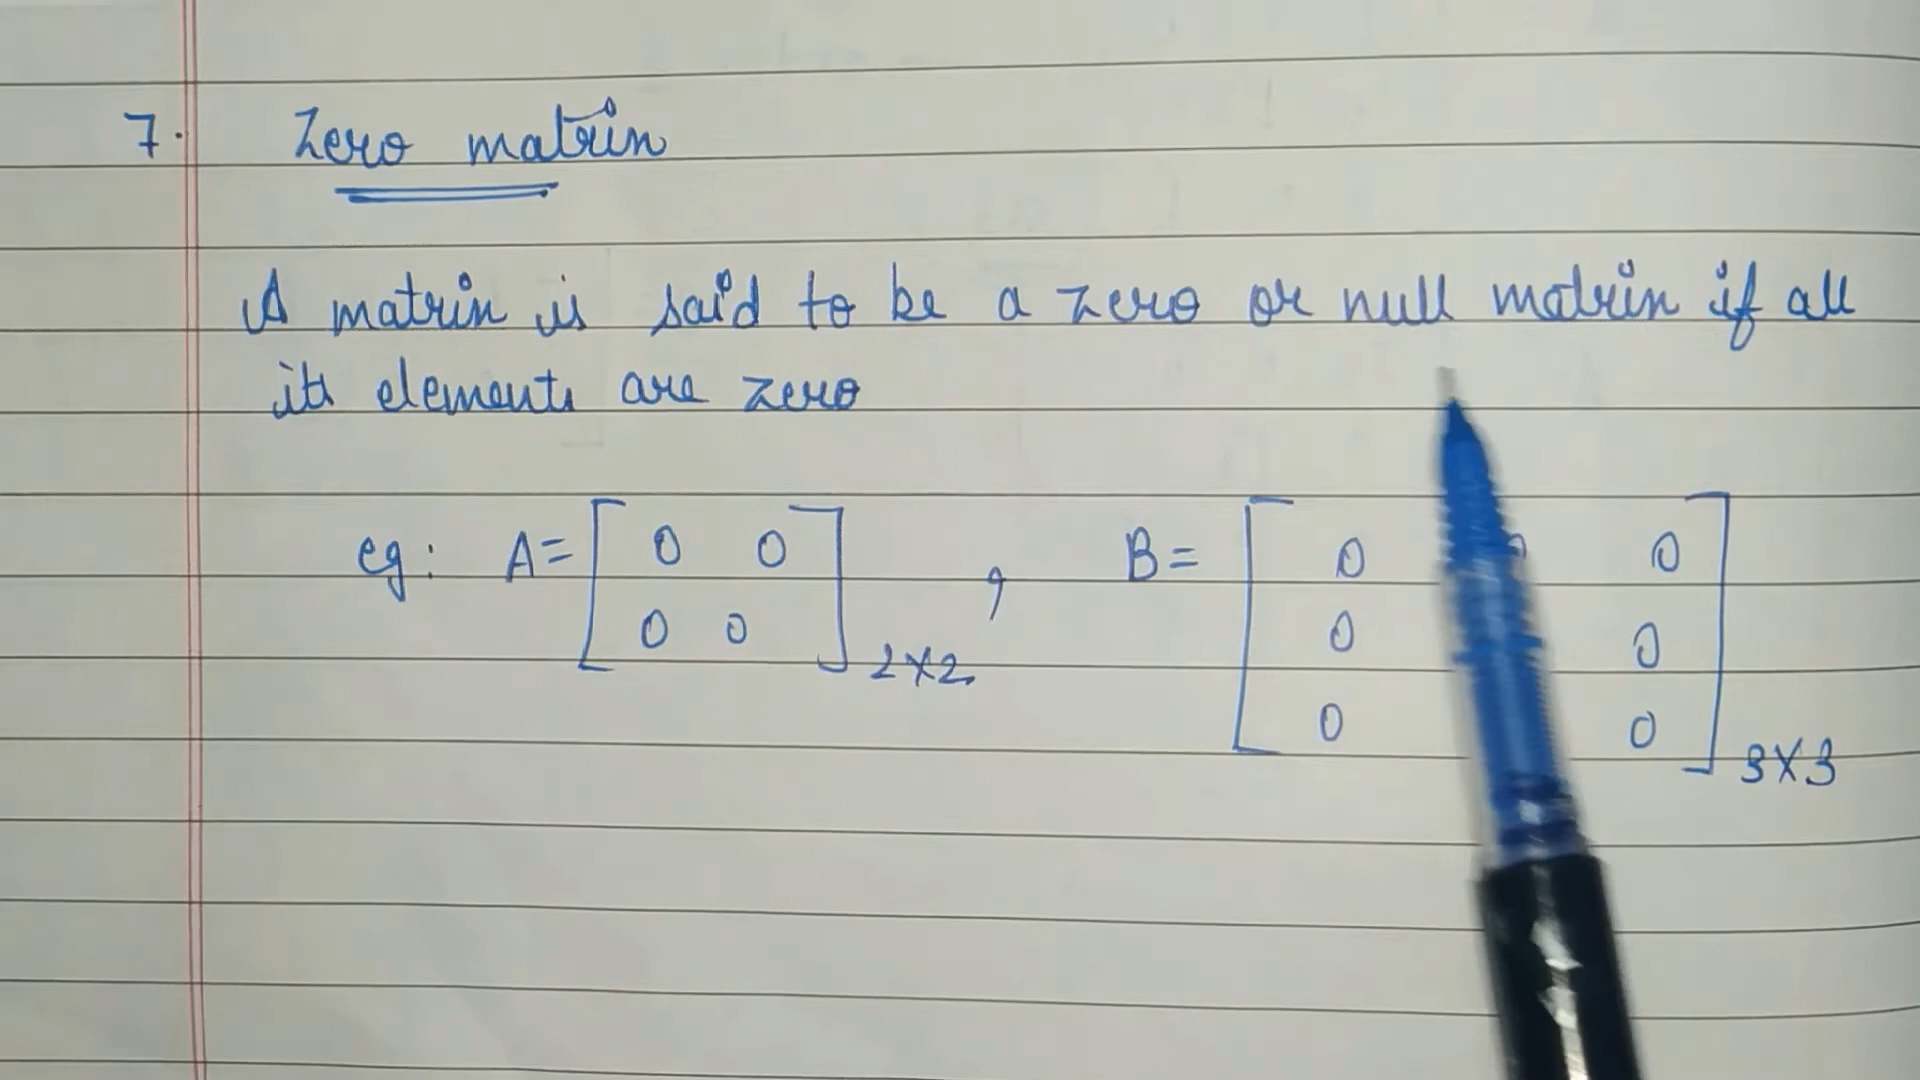 7. Zero matrix
A matrix is said to be a zero or null matrix if all
its elements are zero
eg: A = [ 0 0 ] 2×2 , B = [ 0 0 0 ] 3×3
0 0
0 0
0 0